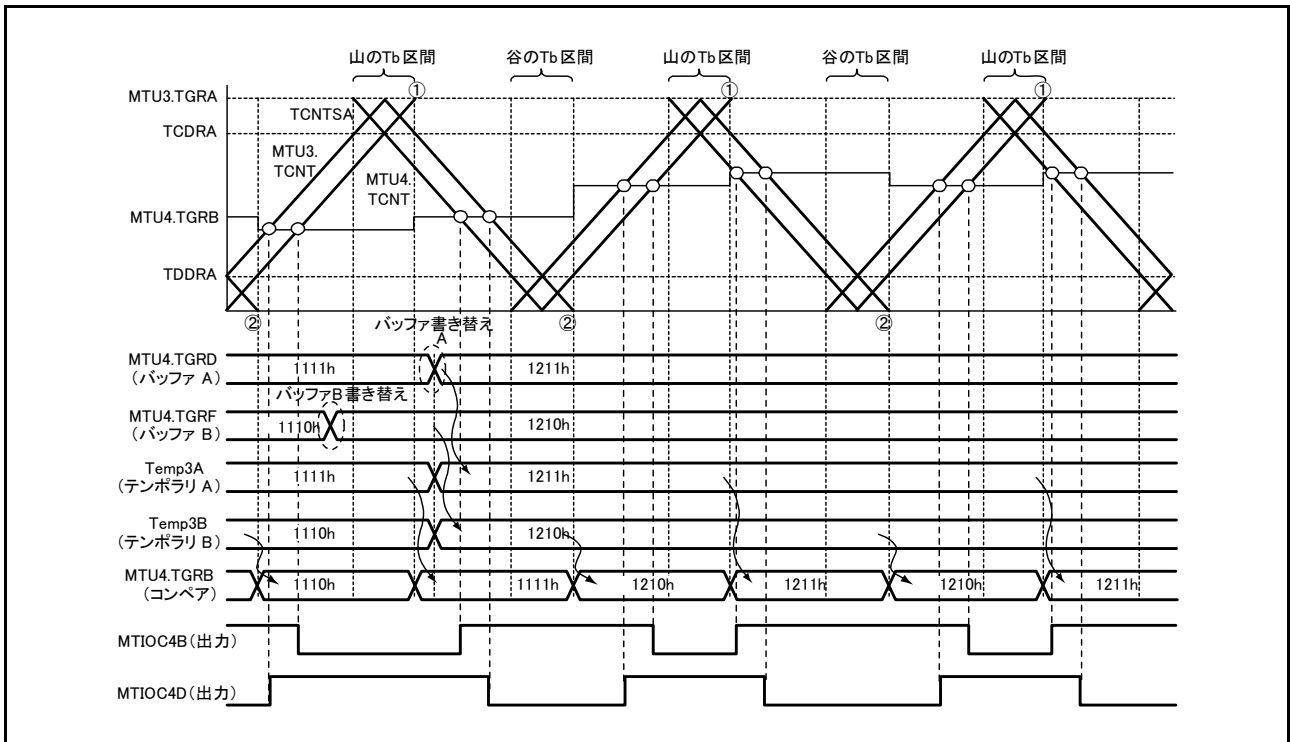 山のTb区間 谷のTb区間 山のTb区間 谷のTb区間 山のTb区間
MTU3.TGRA
① ① ①
TCNTSA
TCDRA
MTU3.
TCNT
MTU4.
TCNT
MTU4.TGRB
TDDRA
② ② ②
バッファ書き替え
A
MTU4.TGRD
(バッファ A)
1111h 1211h
バッファB書き替え
MTU4.TGRF
(バッファ B)
1110h 1210h
Temp3A
(テンポラリ A)
1111h 1211h
Temp3B
(テンポラリ B)
1110h 1210h
MTU4.TGRB
(コンペア)
1110h 1111h 1210h 1211h 1210h 1211h
MTIOC4B(出力)
MTIOC4D(出力)